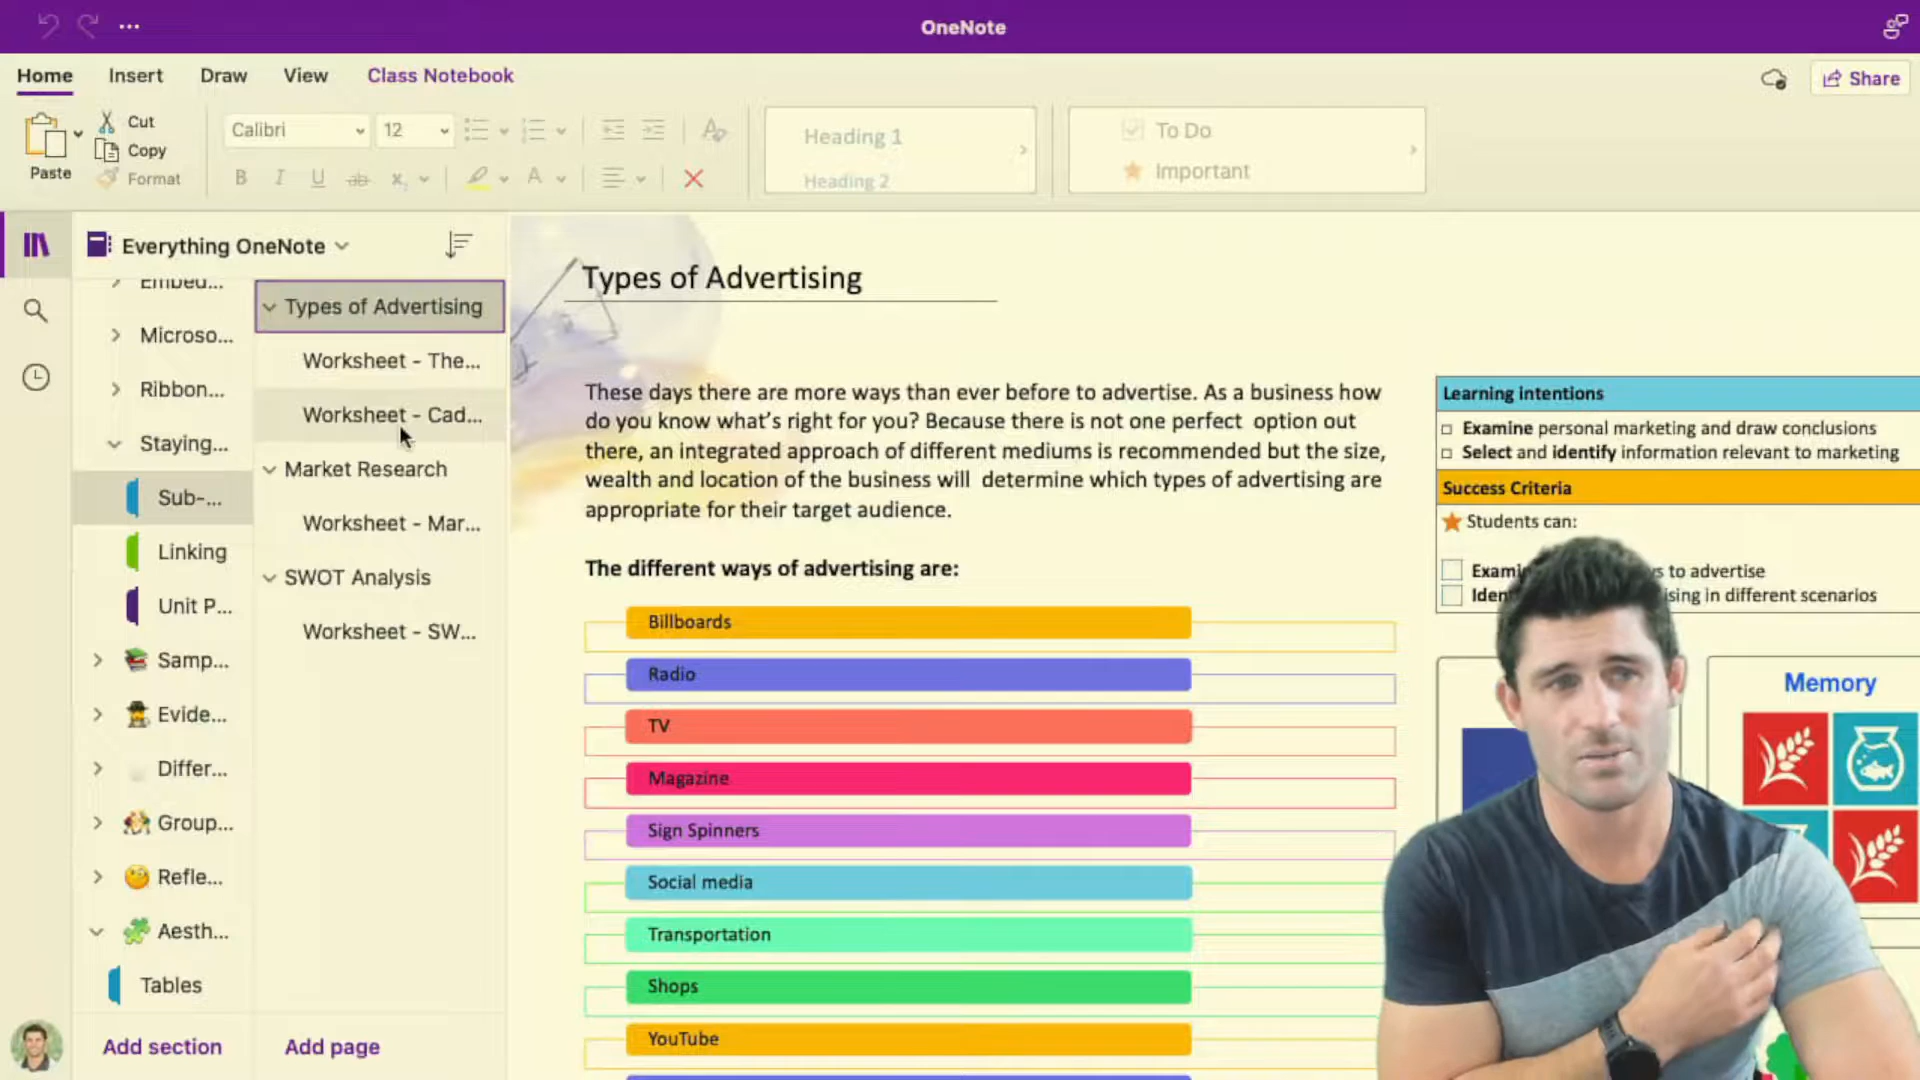 OneNote
Home Insert Draw View Class Notebook
Share
Paste
Cut
Copy
Format
Calibri 12
B I U ab x A
Heading 1
Heading 2
To Do
Important
Everything OneNote
Embed...
Microso...
Ribbon...
Staying...
Sub-...
Linking
Unit P...
Samp...
Evide...
Differ...
Group...
Refle...
Aesth...
Tables
Add section
Types of Advertising
Worksheet - The...
Worksheet - Cad...
Market Research
Worksheet - Mar...
SWOT Analysis
Worksheet - SW...
Add page
Types of Advertising
These days there are more ways than ever before to advertise. As a business how
do you know what's right for you? Because there is not one perfect option out
there, an integrated approach of different mediums is recommended but the size,
wealth and location of the business will determine which types of advertising are
appropriate for their target audience.
The different ways of advertising are:
Billboards
Radio
TV
Magazine
Sign Spinners
Social media
Transportation
Shops
YouTube
Learning intentions
Examine personal marketing and draw conclusions
Select and identify information relevant to marketing
Success Criteria
Students can:
to advertise
in different scenarios
Memory